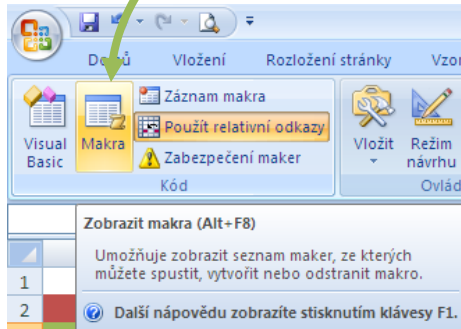 Domů Vložení Rozložení stránky Vzor
Visual Basic
Makra
Záznam makra
Použít relativní odkazy
Zabezpečení maker
Kód
Vložit
Režim návrhu
Ovlád
Zobrazit makra (Alt+F8)
Umožňuje zobrazit seznam maker, ze kterých
můžete spustit, vytvořit nebo odstranit makro.
Další nápovědu zobrazíte stisknutím klávesy F1.
1
2